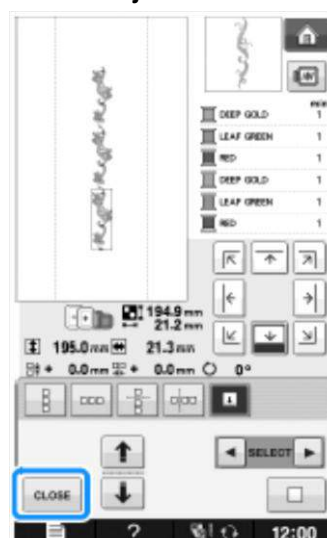 min
DEEP GOLD 1
LEAF GREEN 1
RED 1
DEEP GOLD 1
LEAF GREEN 1
RED 1
194.9 mm
21.2 mm
195.0 mm 21.3 mm
+ 0.0 mm + 0.0 mm 0°
SELECT
CLOSE
? 12:00